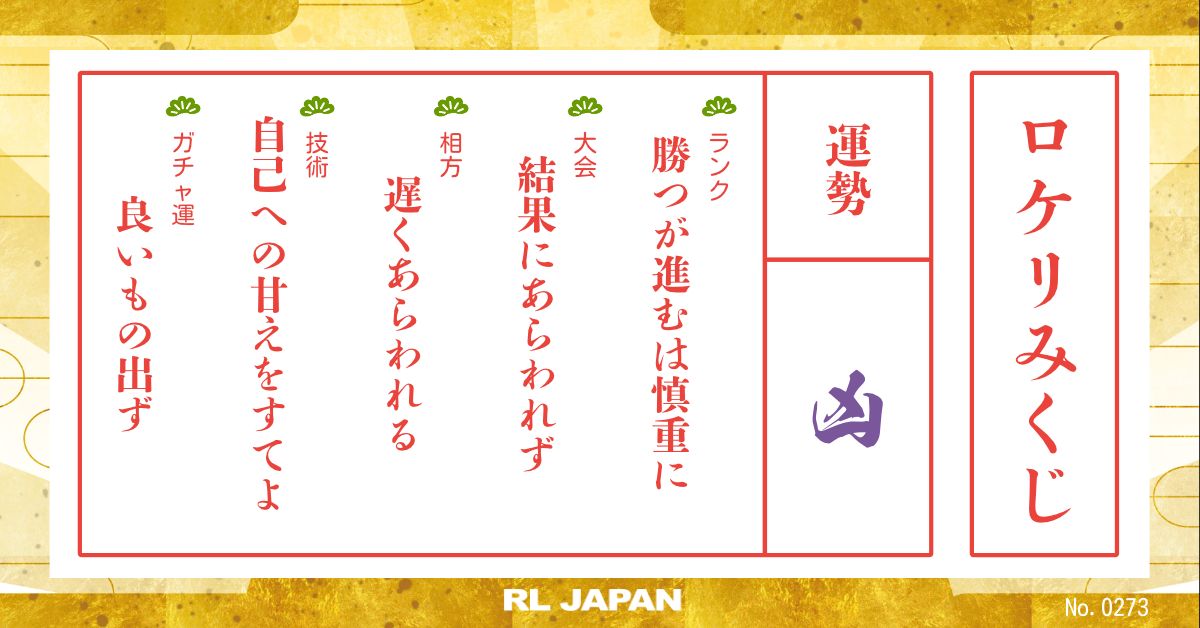 ロケリみくじ
運勢
凶
ランク
勝つが進むは慎重に
大会
結果にあらわれず
相方
遅くあらわれる
技術
自己への甘えをすてよ
ガチャ運
良いもの出ず
RL JAPAN
No. 0273